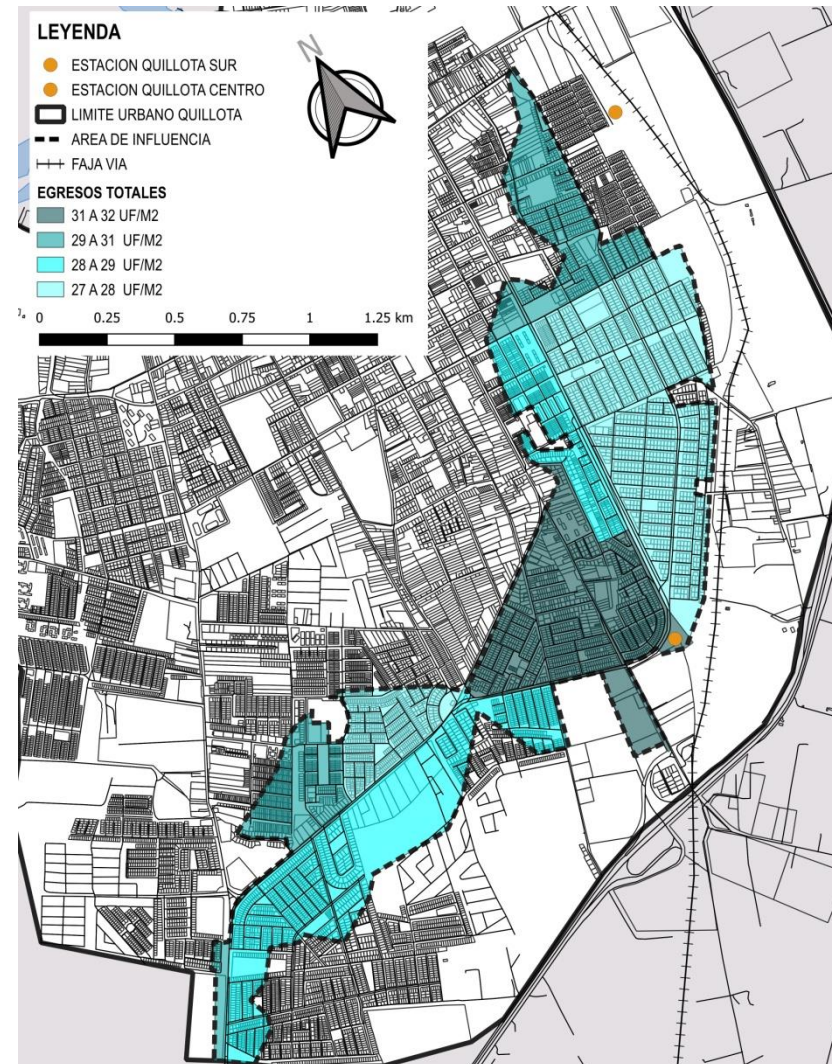 LEYENDA
N
ESTACION QUILLOTA SUR
ESTACION QUILLOTA CENTRO
LIMITE URBANO QUILLOTA
AREA DE INFLUENCIA
FAJA VIA
EGRESOS TOTALES
31 A 32 UF/M2
29 A 31 UF/M2
28 A 29 UF/M2
27 A 28 UF/M2
0 0.25 0.5 0.75 1 1.25 km